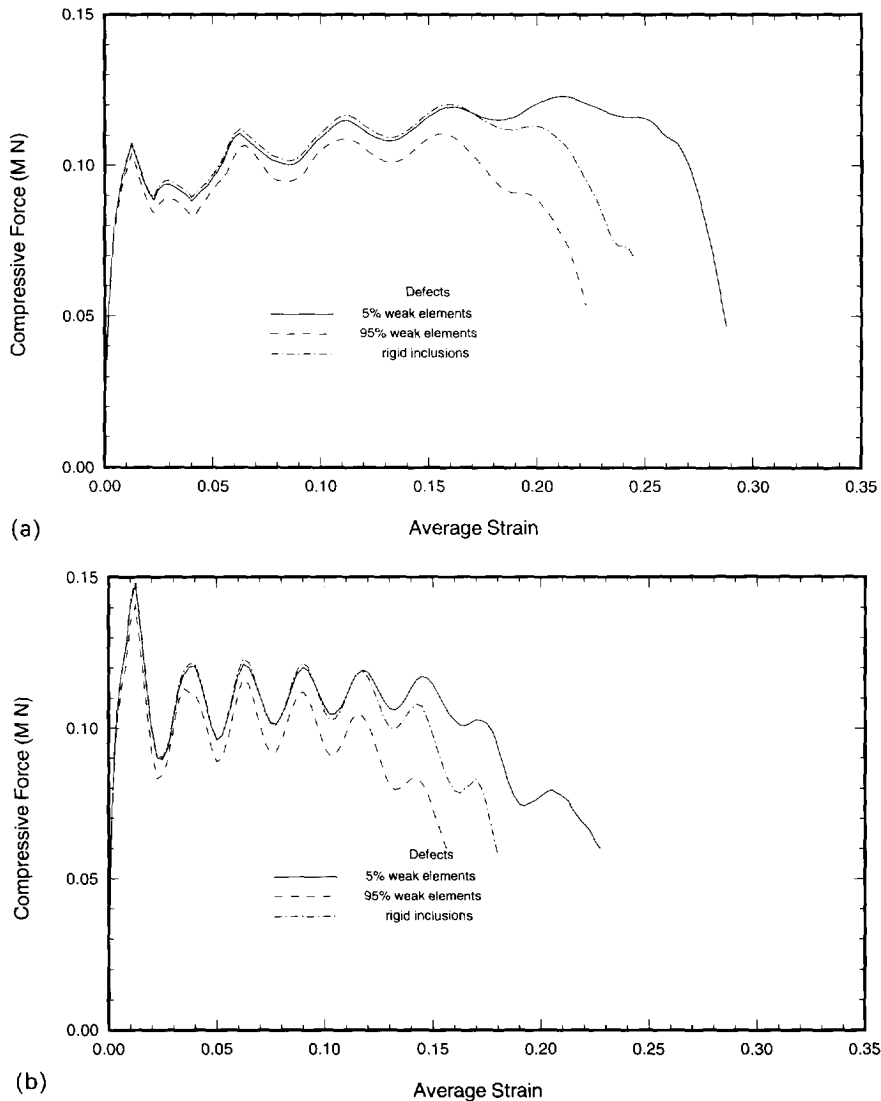 0.15
0.10
0.05
0.00
Compressive Force (M N)
Defects
5% weak elements
95% weak elements
rigid inclusions
0.00 0.05 0.10 0.15 0.20 0.25 0.30 0.35
Average Strain
(a)
0.15
0.10
0.05
0.00
Compressive Force (M N)
Defects
5% weak elements
95% weak elements
rigid inclusions
0.00 0.05 0.10 0.15 0.20 0.25 0.30 0.35
Average Strain
(b)